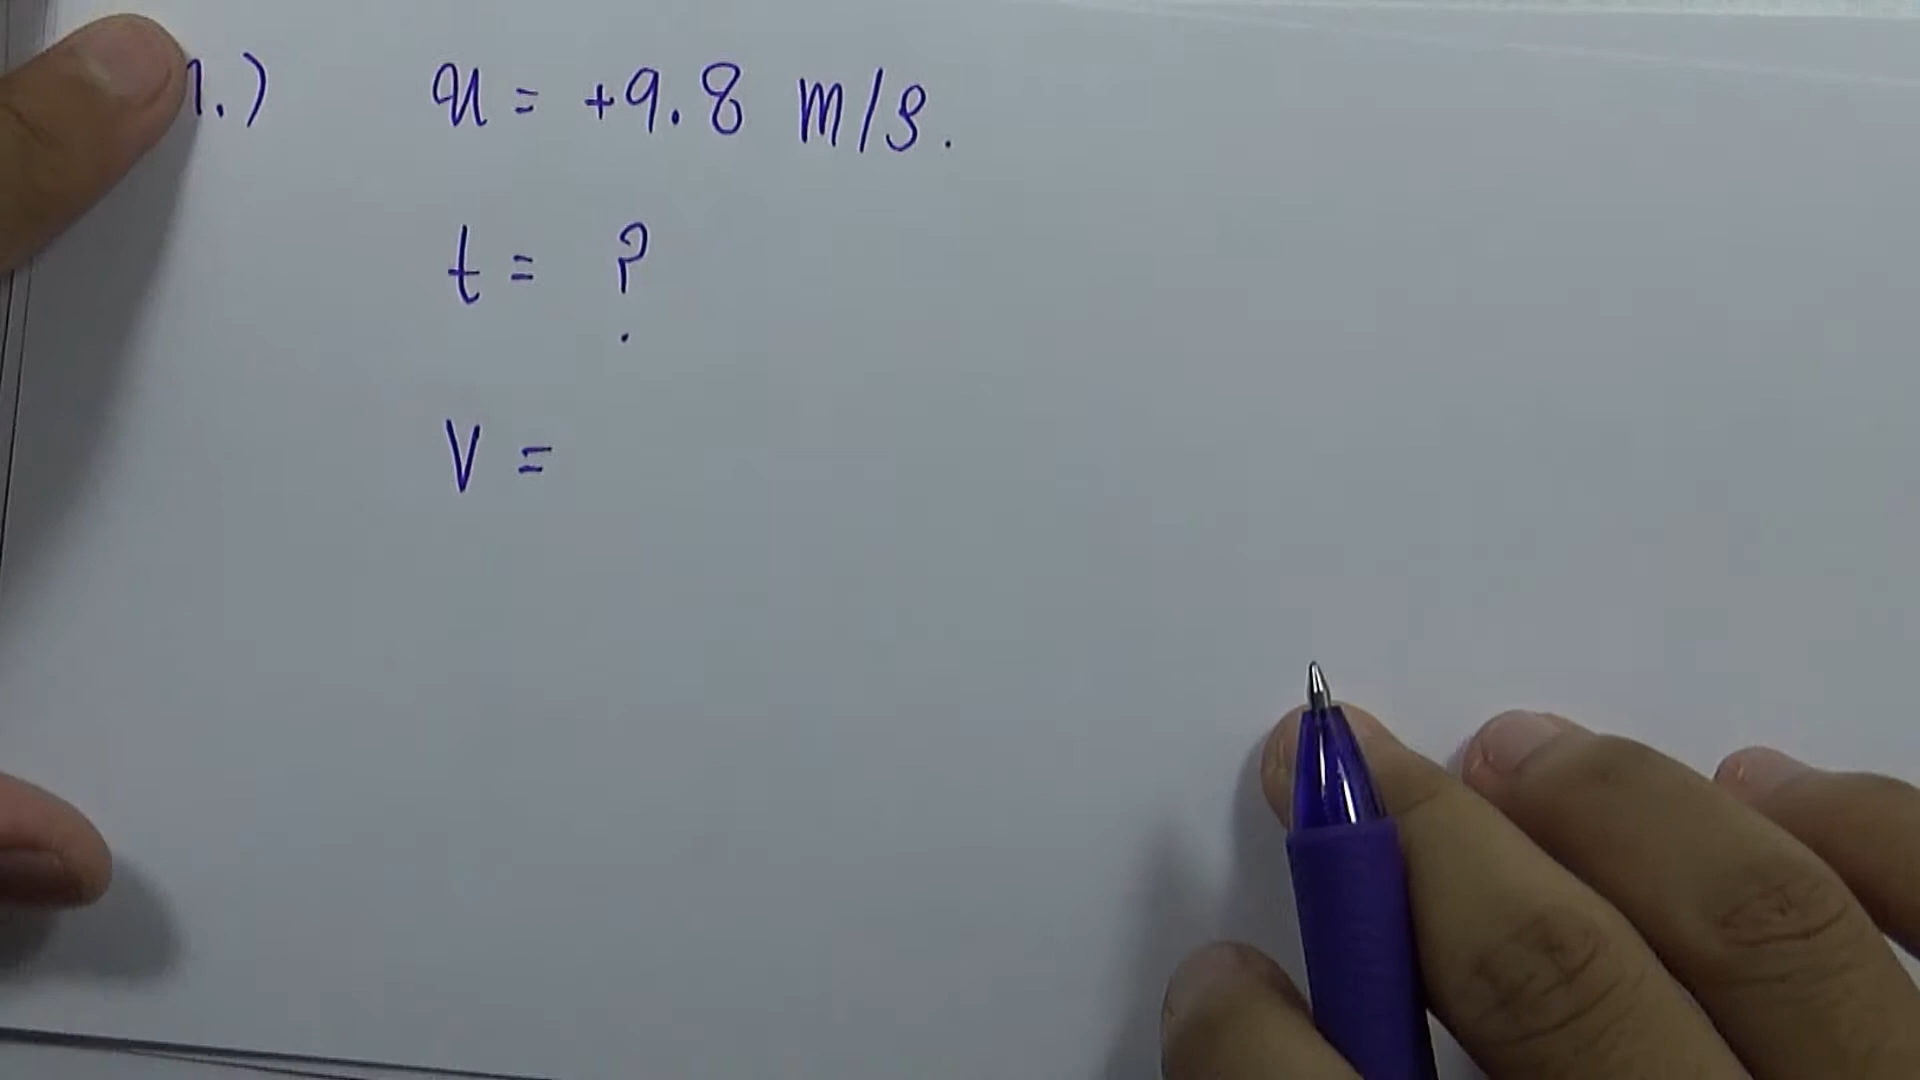 1.) u = +9.8 m/s.
t = ?
v =